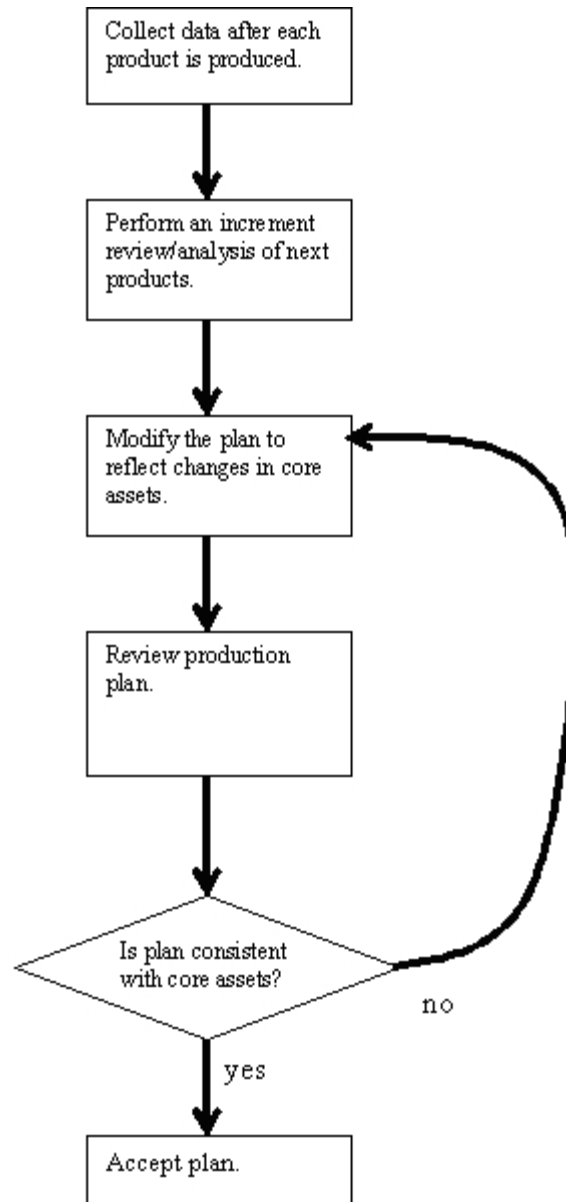 Collect data after each
product is produced.
Perform an increment
review/analysis of next
products.
Modify the plan to
reflect changes in core
assets.
Review production
plan.
Is plan consistent
with core assets?
no
yes
Accept plan.